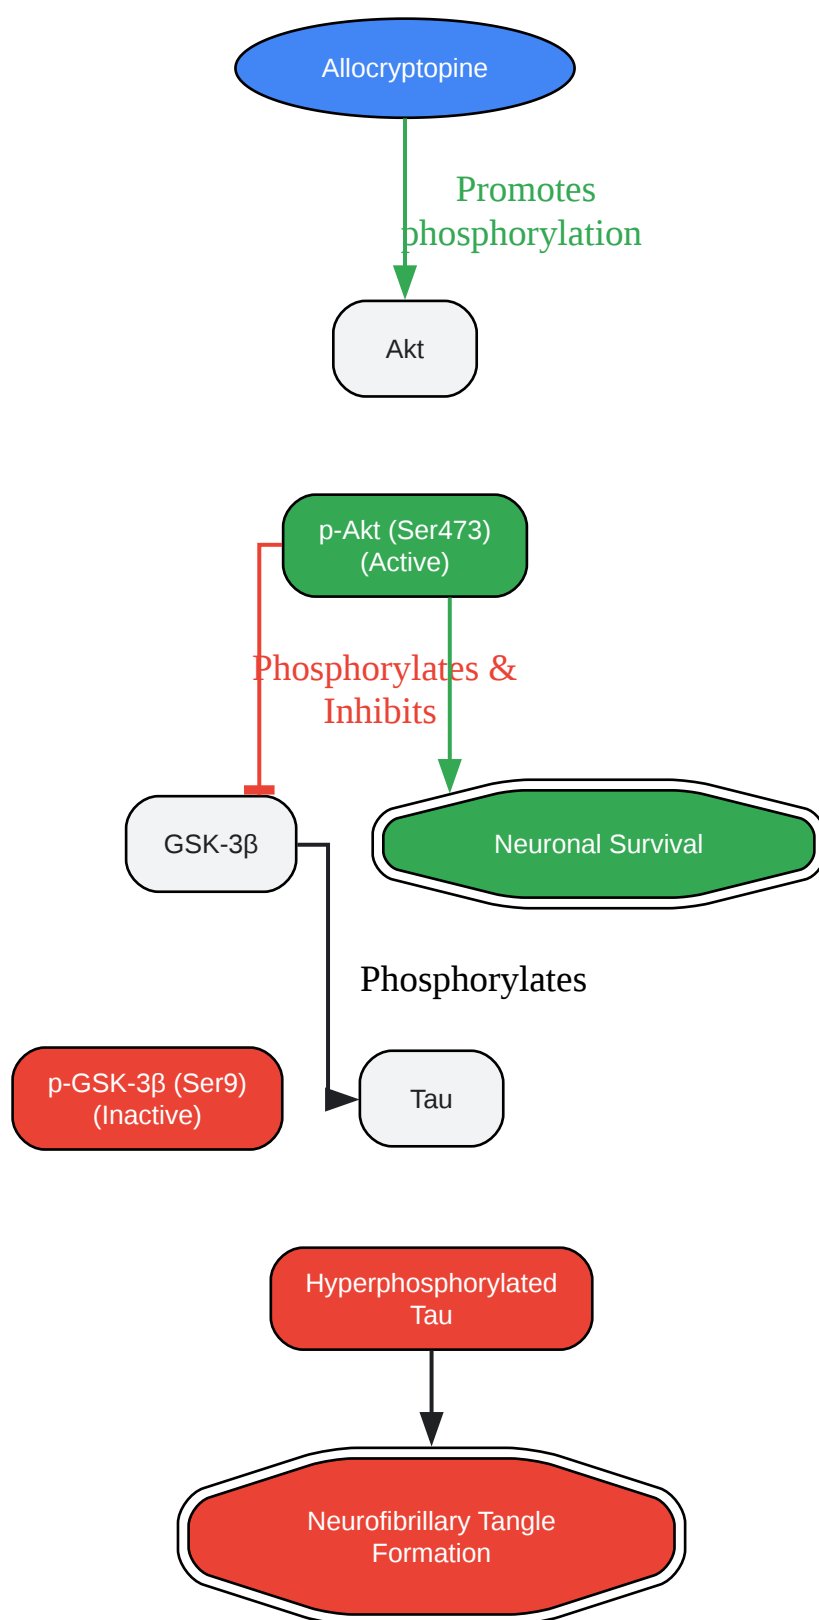 Allocryptopine
Promotes
phosphorylation
Akt
p-Akt (Ser473)
(Active)
Phosphorylates &
Inhibits
GSK-3β
Neuronal Survival
Phosphorylates
p-GSK-3β (Ser9)
(Inactive)
Tau
Hyperphosphorylated
Tau
Neurofibrillary Tangle
Formation